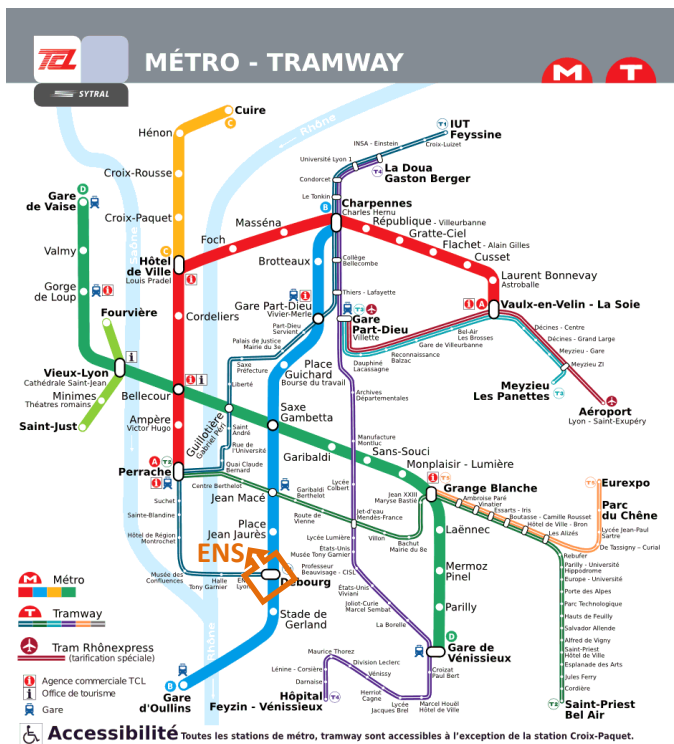 TCL
SYTRAL
MÉTRO - TRAMWAY
M
T
Cuire
C
Hénon
Croix-Rousse
Croix-Paquet
C
Hôtel
de Ville
Louis Pradel
Rhône
Saône
Rhône
T1
IUT
Feyssine
INSA - Einstein
Croix-Luizet
Université Lyon 1
T4
La Doua
Gaston Berger
Condorcet
Le Tonkin
D
Gare
de Vaise
Valmy
Gorge
de Loup
B
Charpennes
Charles Hernu
République - Villeurbanne
Gratte-Ciel
Flachet - Alain Gilles
Cusset
Laurent Bonnevay
Astroballe
A
Vaulx-en-Velin - La Soie
Masséna
Foch
Brotteaux
Collège
Bellecombe
Thiers - Lafayette
Gare Part-Dieu
Vivier-Merle
T3
Gare
Part-Dieu
Villette
Part-Dieu
Servient
Palais de Justice
Mairie du 3e
Saxe
Préfecture
Liberté
Dauphiné
Lacassagne
Reconnaissance
Balzac
Gare de Villeurbanne
Bel-Air
Les Brosses
Décines - Centre
Décines - Grand Large
Meyzieu - Gare
Meyzieu ZI
Meyzieu
Les Panettes
T3
Aéroport
Lyon - Saint-Exupéry
Fourvière
Vieux-Lyon
Cathédrale Saint-Jean
Minimes
Théatres romains
Saint-Just
Cordeliers
Bellecour
Ampère
Victor Hugo
A
T2
Perrache
Guillotière
Gabriel Péri
Saint
André
Rue de
l'Université
Quai Claude
Bernard
Centre Berthelot
Place
Guichard
Bourse du travail
Saxe
Gambetta
Garibaldi
Sans-Souci
Monplaisir - Lumière
Archives
Départementales
Manufacture
Montluc
Lycée
Colbert
Jean Macé
Garibaldi
Berthelot
Route de
Vienne
Jet-d'eau
Mendès-France
Villon
Bachut
Mairie du 8e
Jean XXIII
Maryse Bastié
T5
Grange Blanche
Ambroise Paré
Vinatier
Essarts - Iris
Boutasse - Camille Rousset
Hôtel de Ville - Bron
Les Alizés
T5
Eurexpo
Parc
du Chêne
Lycée Jean-Paul
Sartre
De Tassigny - Curial
Rebufer
Parilly - Université
Hippodrome
Europe - Université
Porte des Alpes
Parc Technologique
Hauts de Feuilly
Salvador Allende
Alfred de Vigny
Saint-Priest
Hôtel de Ville
Esplanade des Arts
Jules Ferry
Cordière
T2
Saint-Priest
Bel Air
Suchet
Sainte-Blandine
Hôtel de Région
Montrochet
Musée des
Confluences
Halle
Tony Garnier
Lyon
ENS
Place
Jean Jaurès
Debourg
Stade de
Gerland
B
Gare
d'Oullins
Lycée Lumière
États-Unis
Musée Tony Garnier
Professeur
Beauvisage - CISL
États-Unis
Viviani
Joliot-Curie
Marcel Sembat
La Borelle
Laënnec
Mermoz
Pinel
Parilly
D
Gare de
Vénissieux
Croizat
Paul Bert
Marcel Houël
Hôtel de Ville
Lycée
Jacques Brel
Herriot
Cagne
Vénissy
Division Leclerc
Maurice Thorez
Lénine - Corsière
Darnaise
Hôpital
Feyzin - Vénissieux
T4
M
Métro
T
Tramway
Tram Rhônexpress
(tarification spéciale)
Agence commerciale TCL
Office de tourisme
Gare
Accessibilité Toutes les stations de métro, tramway sont accessibles à l'exception de la station Croix-Paquet.